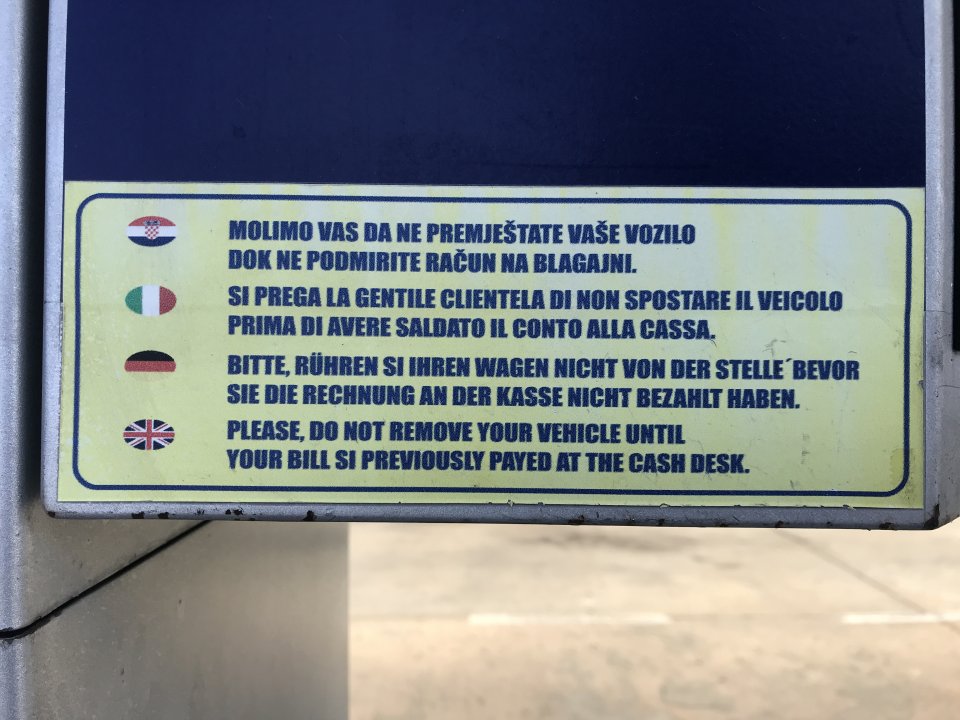 MOLIMO VAS DA NE PREMJEŠTATE VAŠE VOZILO
DOK NE PODMIRITE RAČUN NA BLAGAJNI.
SI PREGA LA GENTILE CLIENTELA DI NON SPOSTARE IL VEICOLO
PRIMA DI AVERE SALDATO IL CONTO ALLA CASSA.
BITTE, RÜHREN SI IHREN WAGEN NICHT VON DER STELLE´BEVOR
SIE DIE RECHNUNG AN DER KASSE NICHT BEZAHLT HABEN.
PLEASE, DO NOT REMOVE YOUR VEHICLE UNTIL
YOUR BILL SI PREVIOUSLY PAYED AT THE CASH DESK.